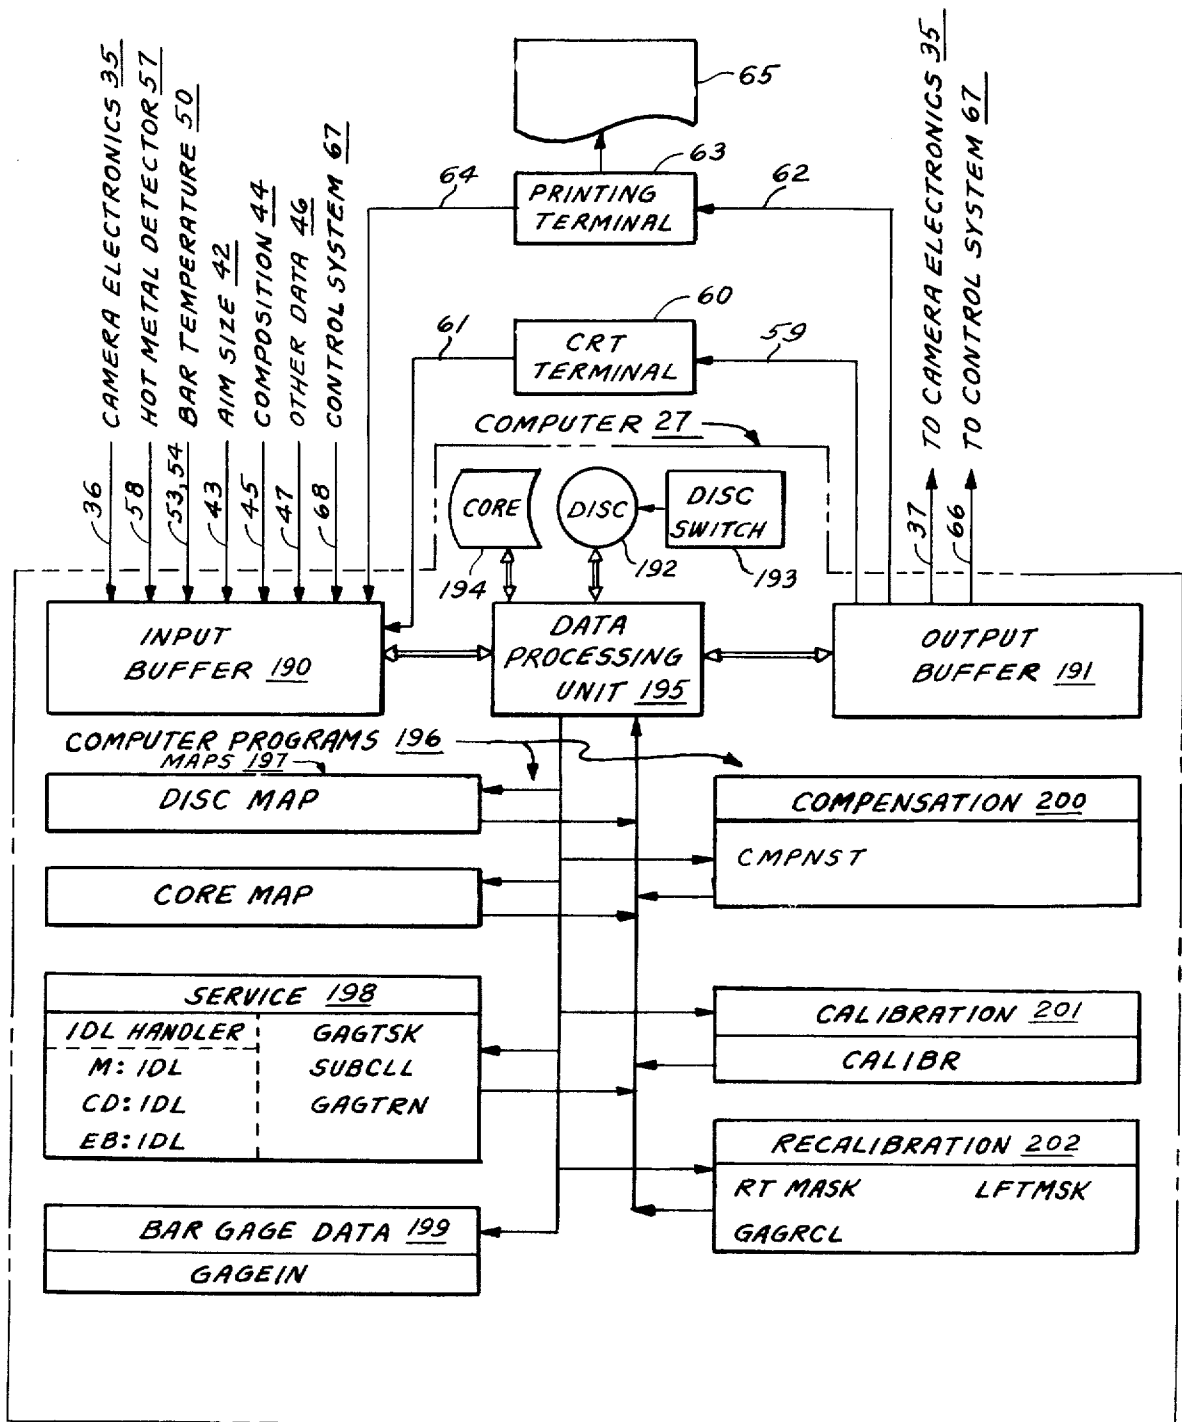 CAMERA ELECTRONICS 35
HOT METAL DETECTOR 57
BAR TEMPERATURE 50
AIM SIZE 42
COMPOSITION 44
OTHER DATA 46
CONTROL SYSTEM 67
36
58
53, 54
43
45
47
68
65
63
64
PRINTING
TERMINAL
62
60
61
CRT
TERMINAL
59
TO CAMERA ELECTRONICS 35
TO CONTROL SYSTEM 67
37
66
COMPUTER 27
CORE
DISC
DISC
SWITCH
194
192
193
INPUT
BUFFER 190
DATA
PROCESSING
UNIT 195
OUTPUT
BUFFER 191
COMPUTER PROGRAMS 196
MAPS 197
DISC MAP
CORE MAP
SERVICE 198
IDL HANDLER
M: IDL
CD: IDL
EB: IDL
GAGTSK
SUBCLL
GAGTRN
BAR GAGE DATA 199
GAGEIN
COMPENSATION 200
CMPNST
CALIBRATION 201
CALIBR
RECALIBRATION 202
RT MASK LFTMSK
GAGRCL